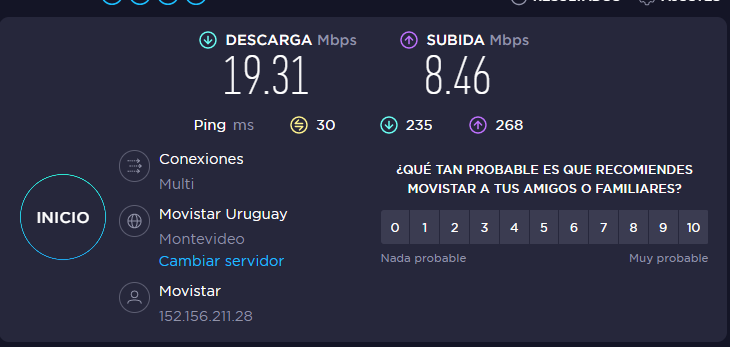 RESULTADOS AJUSTES
DESCARGA Mbps
19.31
SUBIDA Mbps
8.46
Ping ms 30 235 268
Conexiones
Multi
Movistar Uruguay
Montevideo
Cambiar servidor
Movistar
152.156.211.28
INICIO
¿QUÉ TAN PROBABLE ES QUE RECOMIENDES
MOVISTAR A TUS AMIGOS O FAMILIARES?
0 1 2 3 4 5 6 7 8 9 10
Nada probable Muy probable